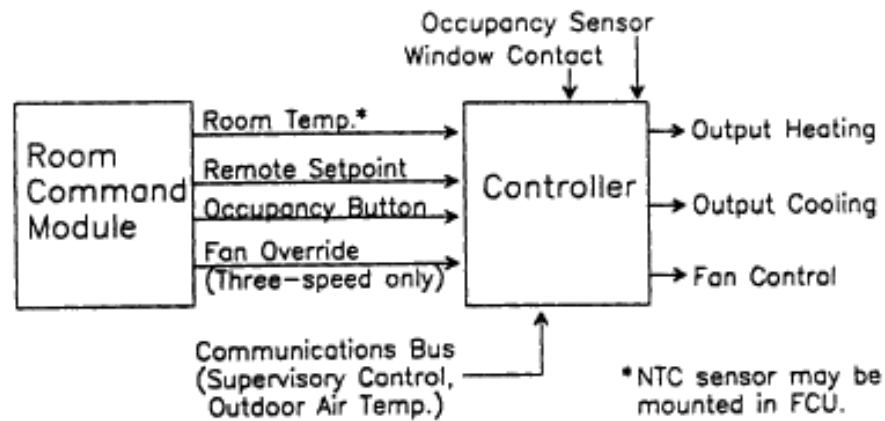 Occupancy Sensor
Window Contact
Room
Command
Module
Room Temp.*
Remote Setpoint
Occupancy Button
Fan Override
(Three-speed only)
Controller
Output Heating
Output Cooling
Fan Control
Communications Bus
(Supervisory Control,
Outdoor Air Temp.)
*NTC sensor may be
mounted in FCU.